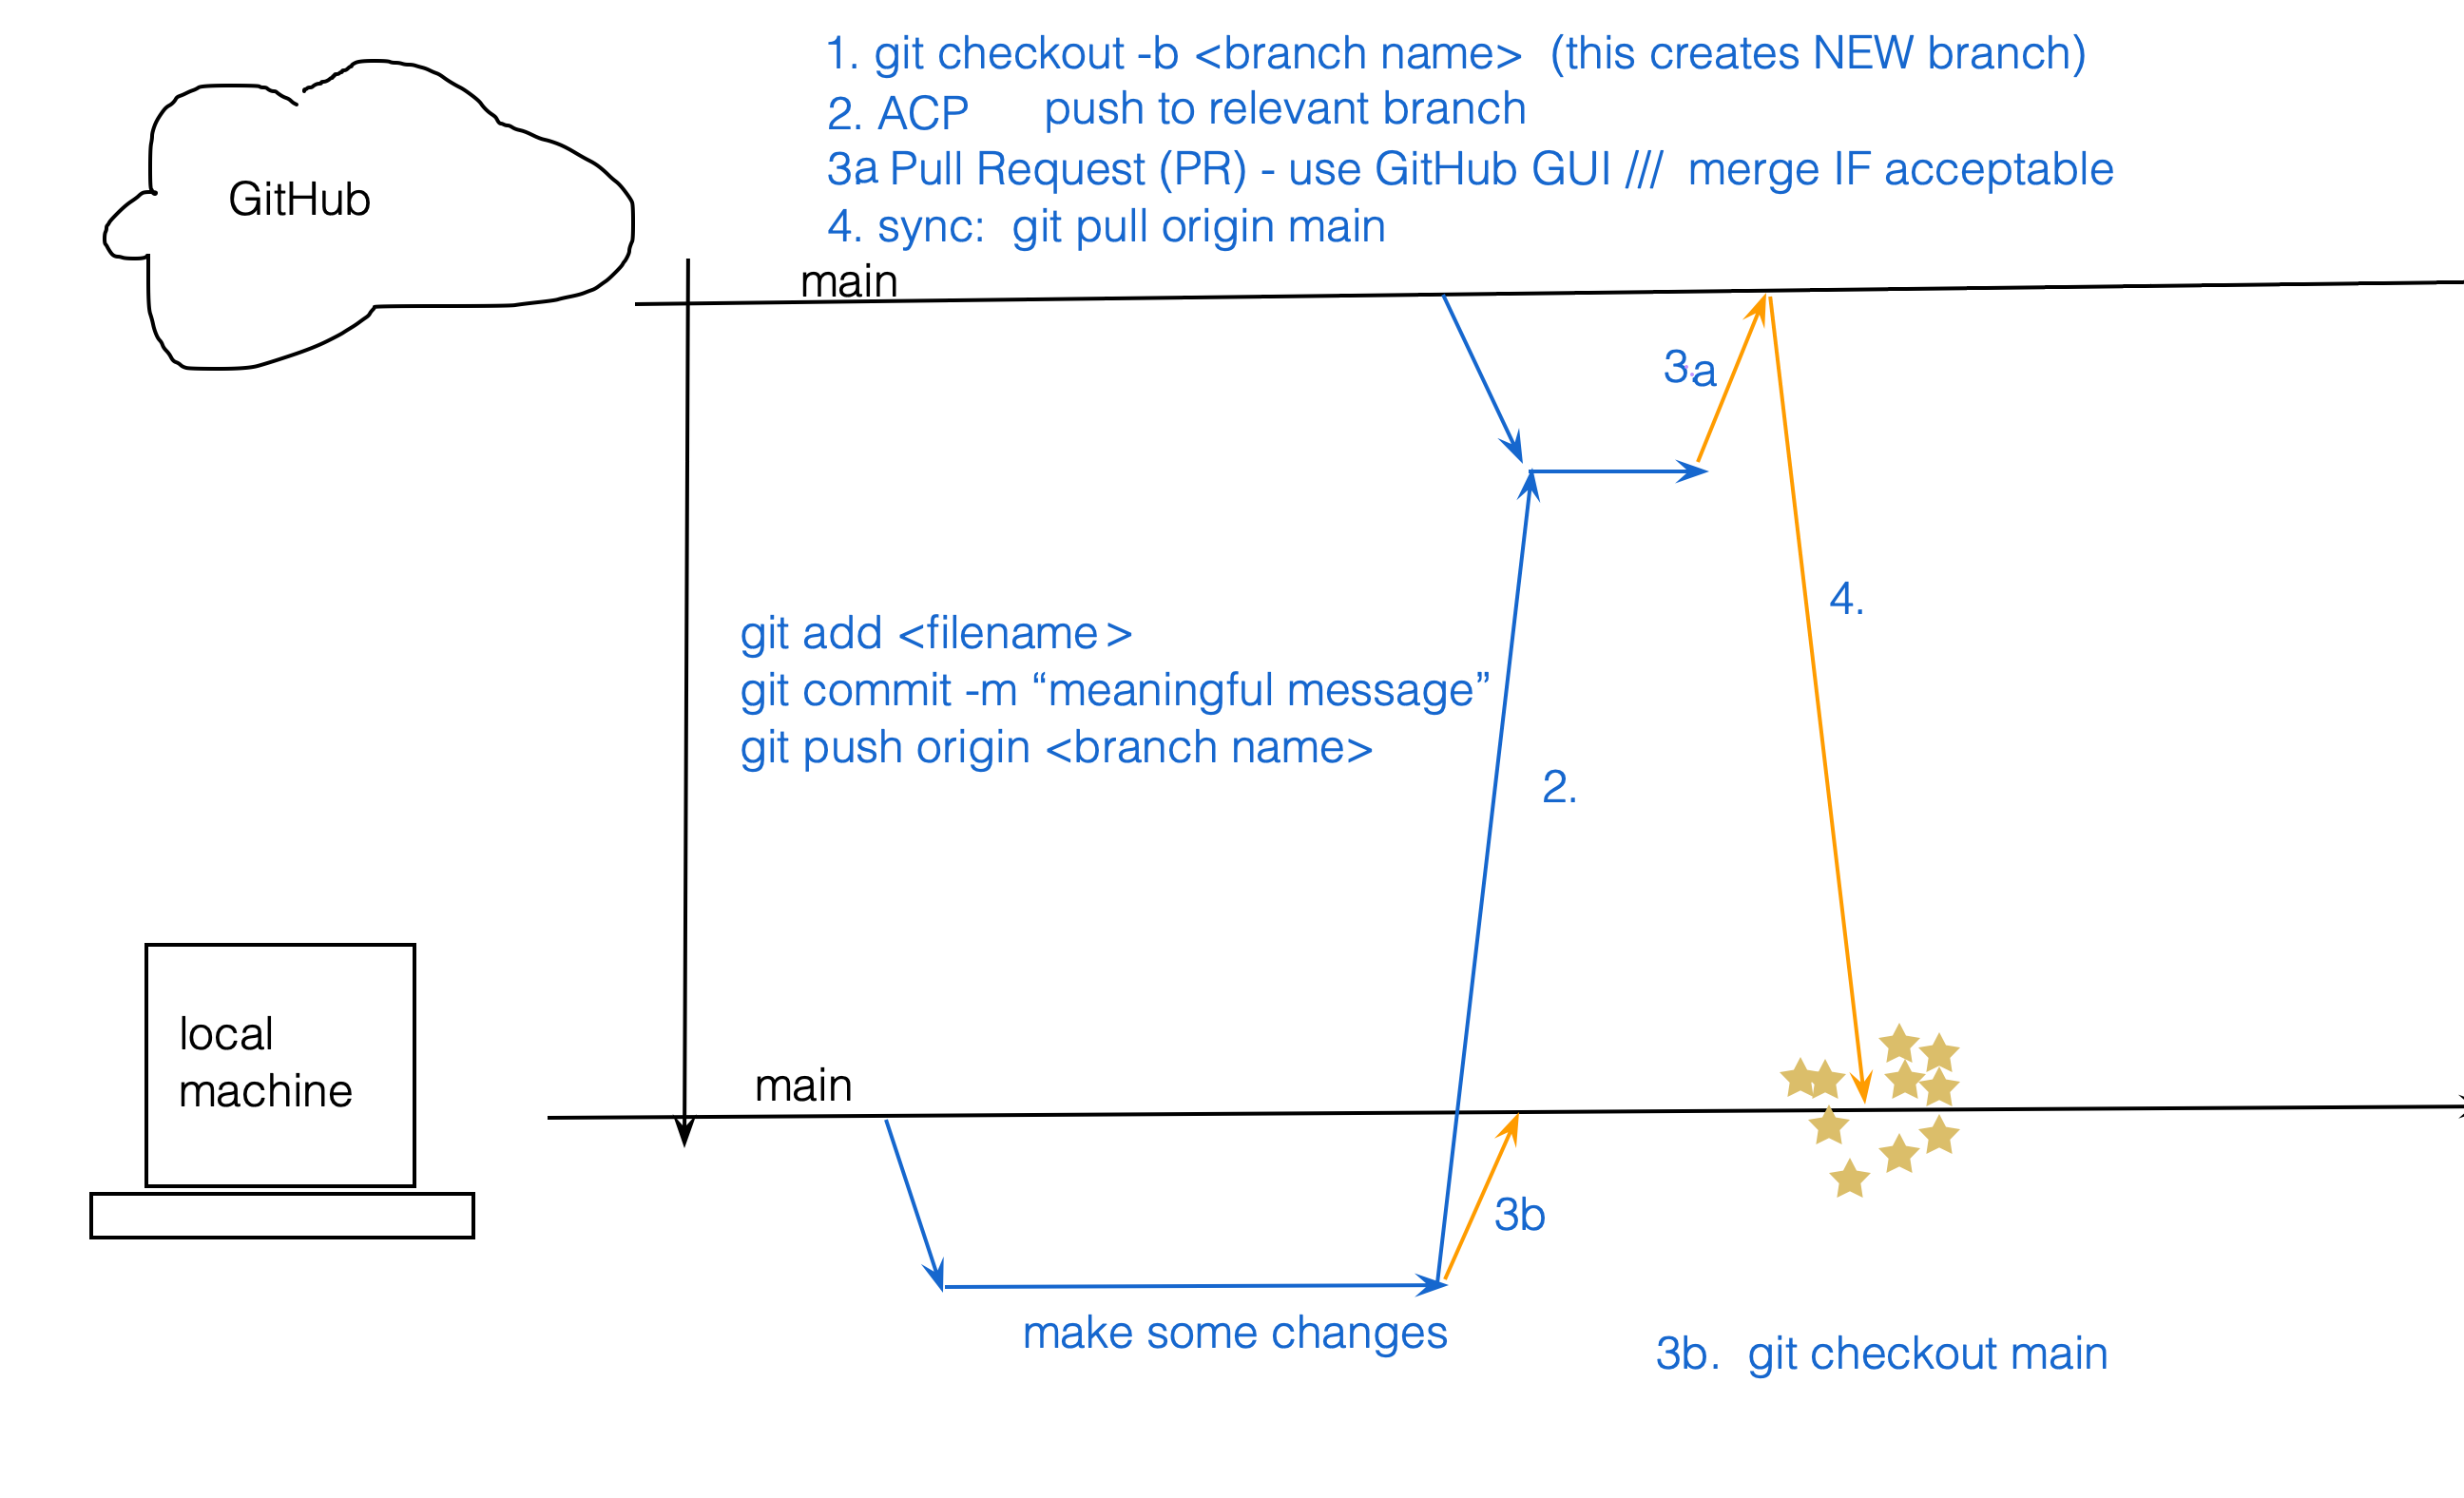 1. git checkout -b <branch name>  (this creates NEW branch)
2. ACP      push to relevant branch
3a Pull Request (PR) - use GitHub GUI ///  merge IF acceptable
4. sync:  git pull origin main
GitHub
main
3.a
4.
git add <filename>
git commit -m “meaningful message”
git push origin <branch name>
2.
local
machine
main
3b
make some changes
3b.  git checkout main